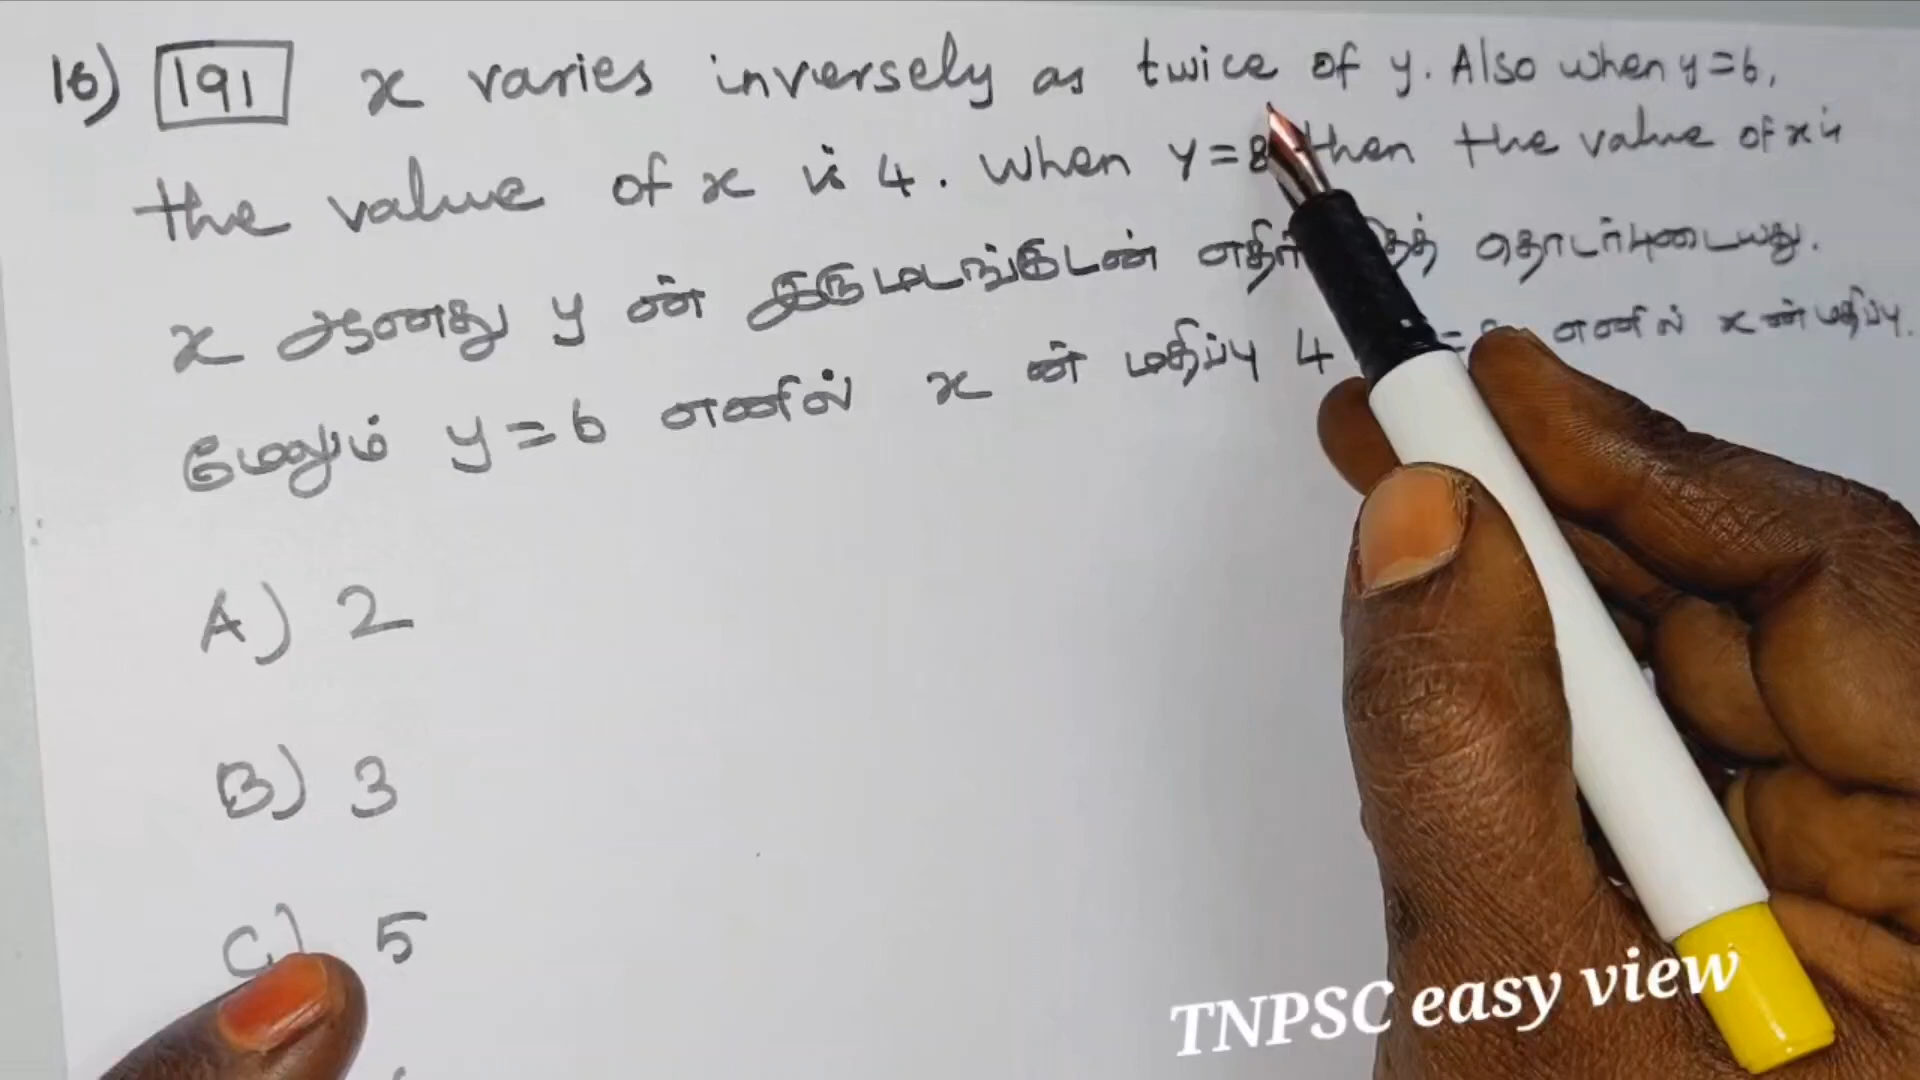 16) 191 x varies inversely as twice of y. Also when y=6,
the value of x is 4. When y=8 then the value of x is
x ஆனது y ன் இருமடங்குடன் தொடர்புடையது.
மேலும் y=6 எனில் x ன் மதிப்பு 4 எனில் x ன் மதிப்பு.
A) 2
B) 3
C) 5
TNPSC easy view